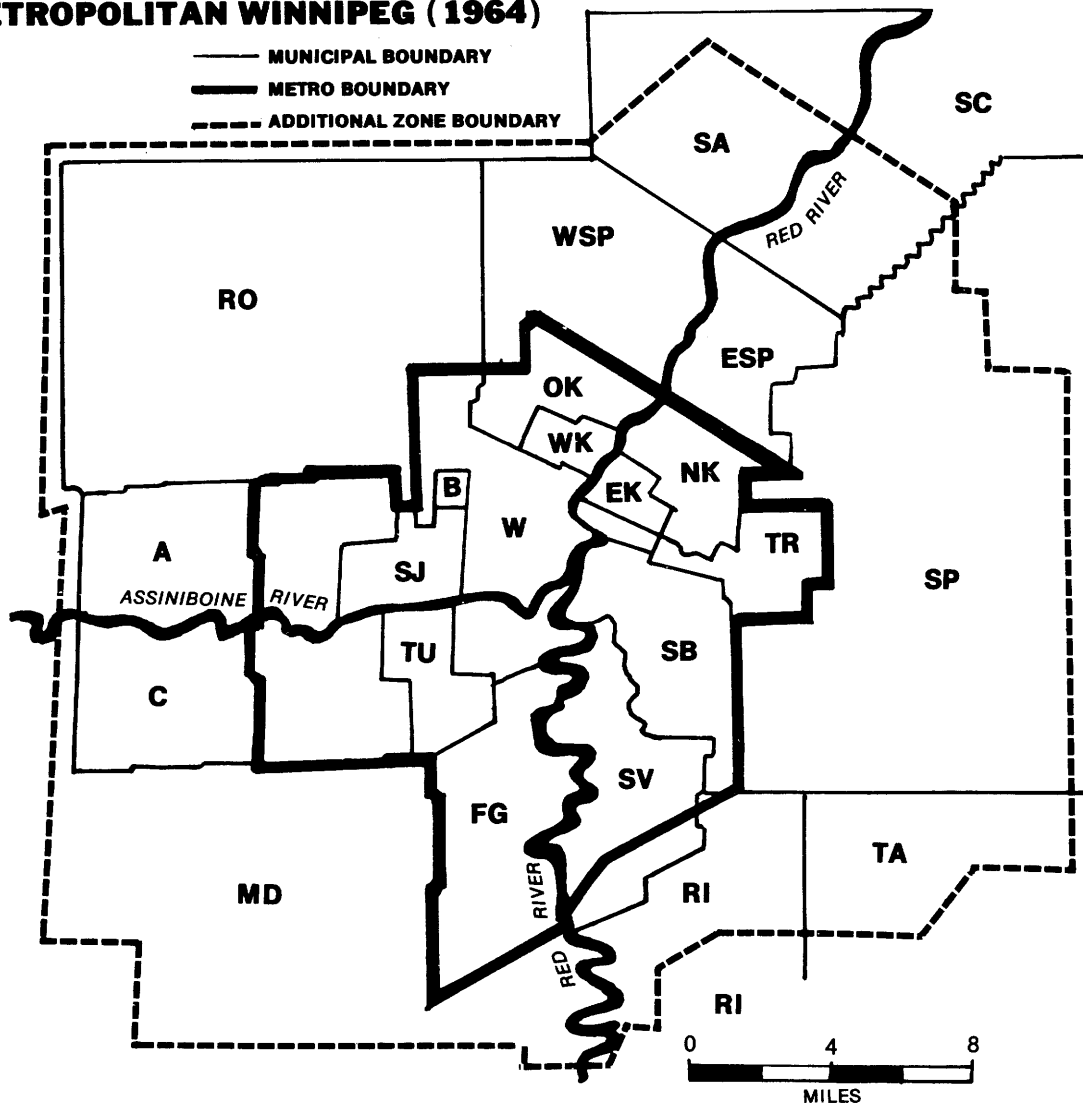 ETROPOLITAN WINNIPEG (1964)
MUNICIPAL BOUNDARY
METRO BOUNDARY
ADDITIONAL ZONE BOUNDARY
SC
SA
RED RIVER
WSP
RO
ESP
OK
WK
NK
B
EK
W
TR
A
SJ
SP
ASSINIBOINE RIVER
TU
SB
C
SV
FG
TA
MD
RIVER
RI
RED
RI
0 4 8
MILES